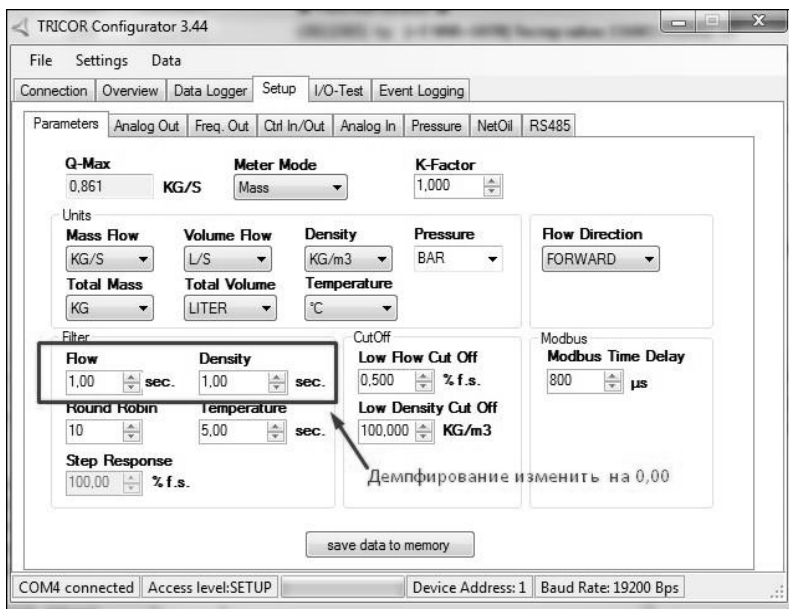 TRICOR Configurator 3.44
File Settings Data
Connection Overview Data Logger Setup I/O-Test Event Logging
Parameters Analog Out Freq. Out Ctrl In/Out Analog In Pressure NetOil RS485
Q-Max Meter Mode K-Factor
0,861 KG/S Mass 1,000
Units
Mass Flow Volume Flow Density Pressure Flow Direction
KG/S L/S KG/m3 BAR FORWARD
Total Mass Total Volume Temperature
KG LITER °C
Filter CutOff Modbus
Flow Density Low Flow Cut Off Modbus Time Delay
1,00 sec. 1,00 sec. 0,500 % f.s. 800 µs
Round Robin Temperature Low Density Cut Off
10 5,00 sec. 100,000 KG/m3
Step Response
100,00 % f.s.
Демпфирование изменить на 0,00
save data to memory
COM4 connected Access level:SETUP Device Address: 1 Baud Rate: 19200 Bps